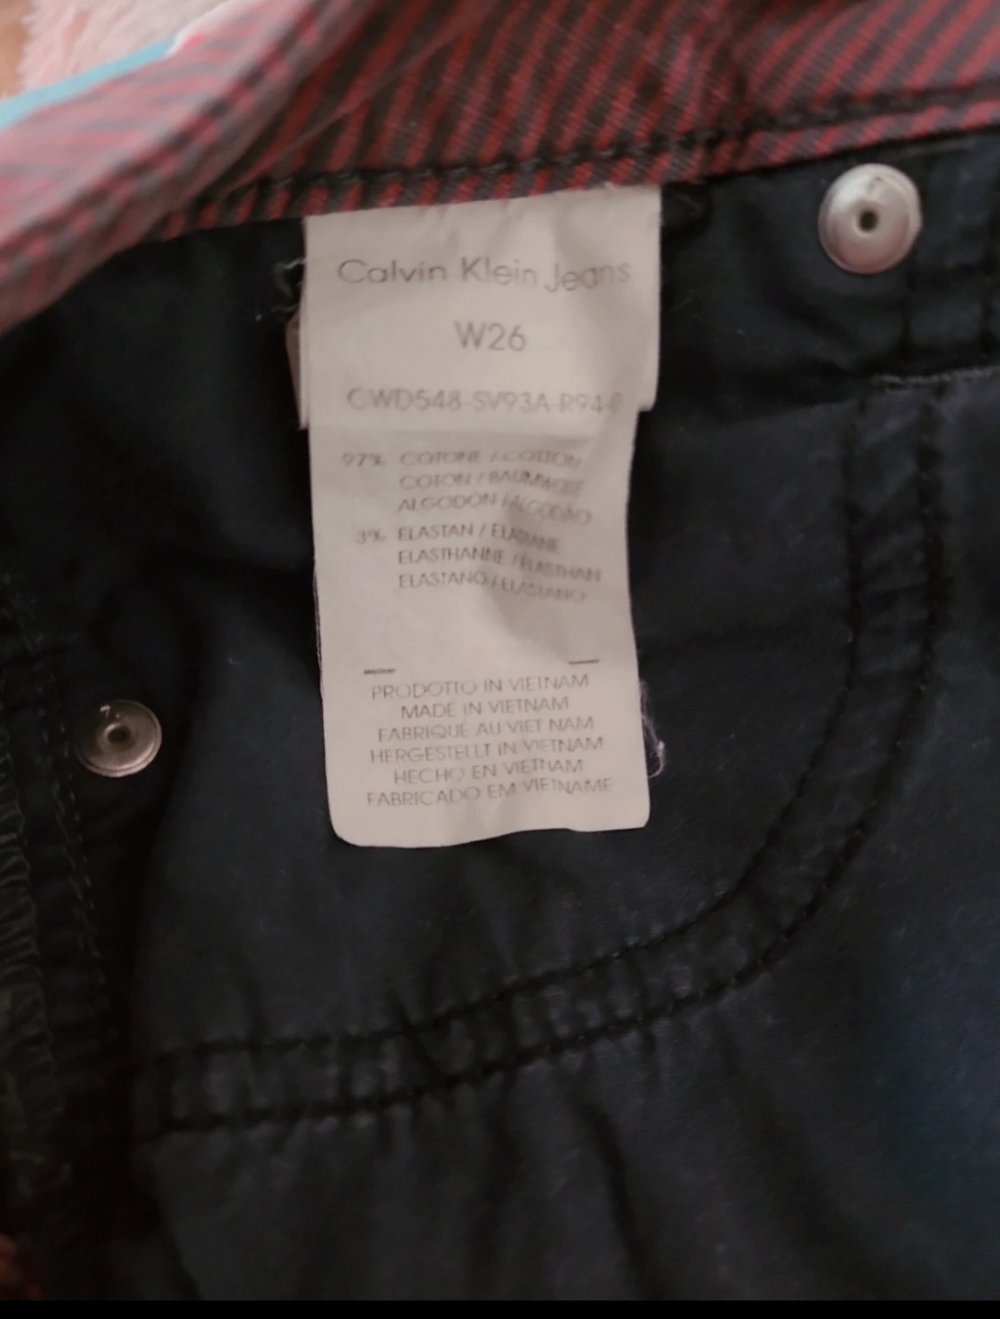 Calvin Klein Jeans
W26
CWD548-SV93A-R94-
97% COTONE / COTTON
COTON / BAUMWOLLE
ALGODÓN / ALGODÃO
3% ELASTAN / ELASTANE
ELASTHANNE / ELASTHAN
ELASTANO / ELASTANO
PRODOTTO IN VIETNAM
MADE IN VIETNAM
FABRIQUE AU VIET NAM
HERGESTELLT IN VIETNAM
HECHO EN VIETNAM
FABRICADO EM VIETNAME